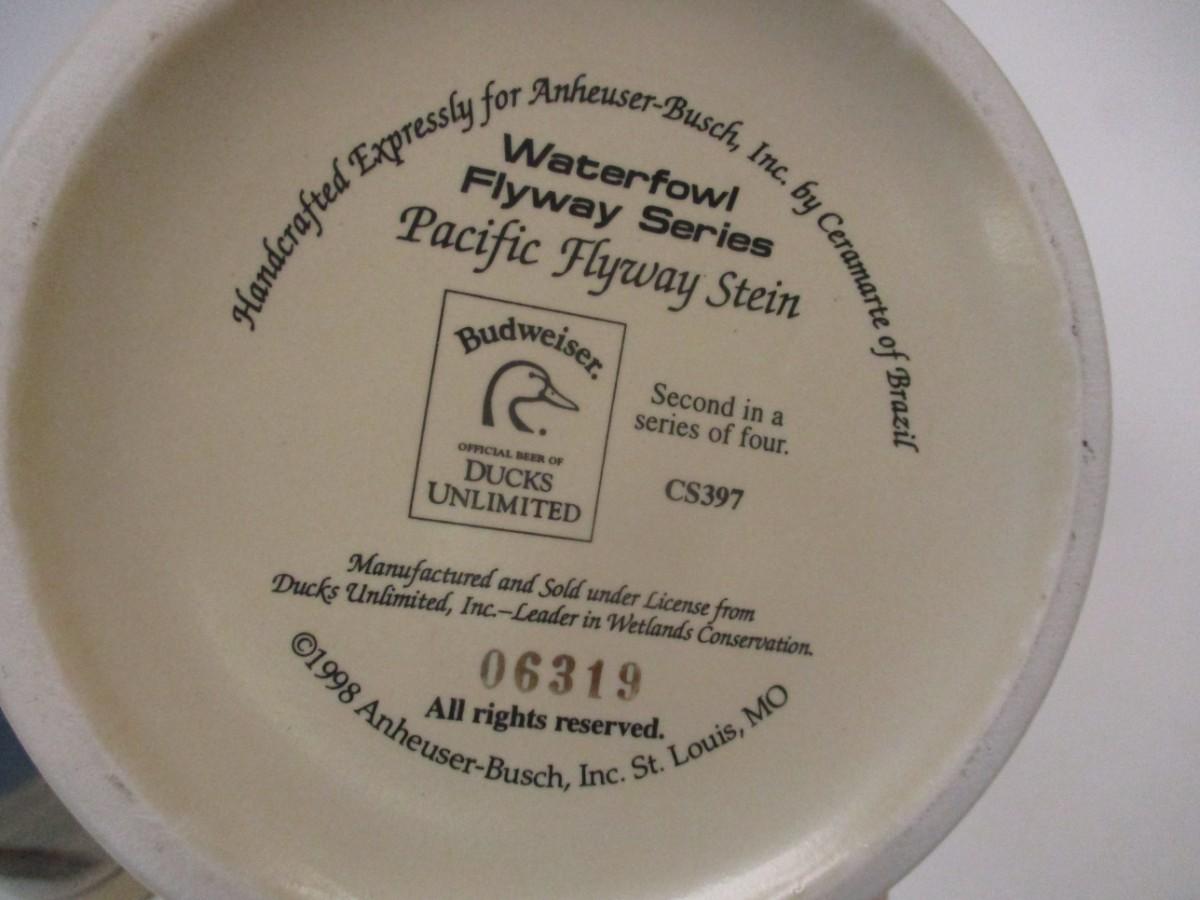 Handcrafted Expressly for Anheuser-Busch, Inc. by Ceramarte of Brazil
Waterfowl
Flyway Series
Pacific Flyway Stein
Budweiser.
OFFICIAL BEER OF
DUCKS
UNLIMITED
Second in a
series of four.
CS397
Manufactured and Sold under License from
Ducks Unlimited, Inc.–Leader in Wetlands Conservation.
06319
All rights reserved.
©1998 Anheuser-Busch, Inc. St. Louis, MO